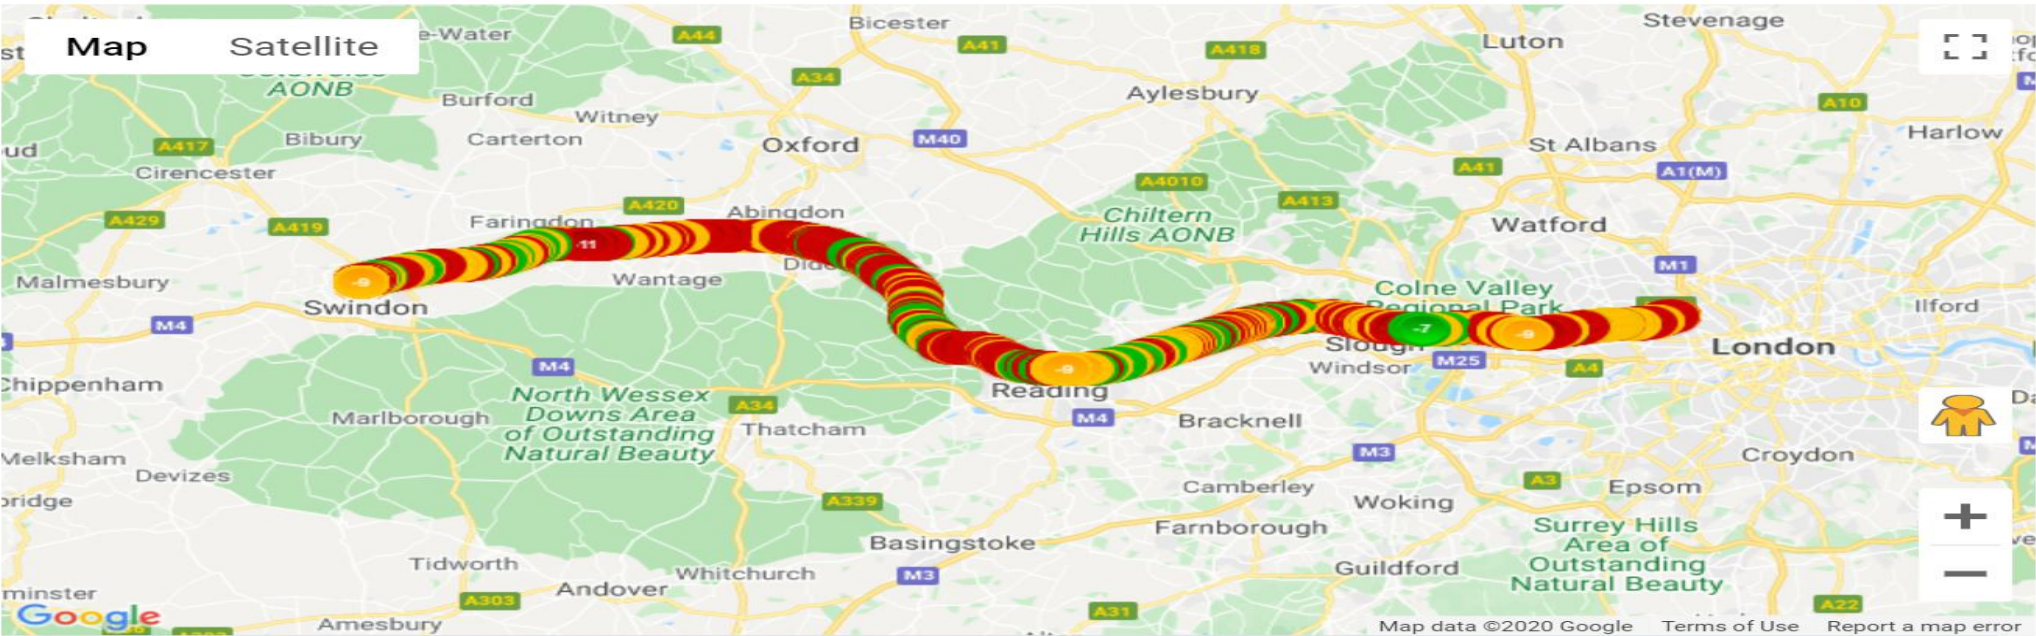 Map
Satellite
e-Water
A44
Bicester
A41
A418
Luton
Stevenage
AONB
Burford
A34
Aylesbury
A10
Witney
Harlow
A417
Bibury
Carterton
Oxford
M40
St Albans
A41
A1(M)
Cirencester
A4010
A413
A429
A419
Faringdon
A420
Abingdon
Chiltern
Hills AONB
Watford
-11
Malmesbury
-9
Wantage
M1
Swindon
Colne Valley
Regional Park
Ilford
M4
-7
-9
Slough
London
M4
-9
Windsor
M25
A4
Chippenham
Reading
North Wessex
Downs Area
of Outstanding
Natural Beauty
A34
M4
Marlborough
Thatcham
Bracknell
M3
Croydon
Melksham
Devizes
Camberley
Woking
A3
Epsom
A339
Farnborough
Surrey Hills
Area of
Outstanding
Natural Beauty
Basingstoke
Tidworth
Whitchurch
M3
Guildford
Andover
A303
A31
A22
minster
Google
Amesbury
Map data ©2020 Google
Terms of Use
Report a map error